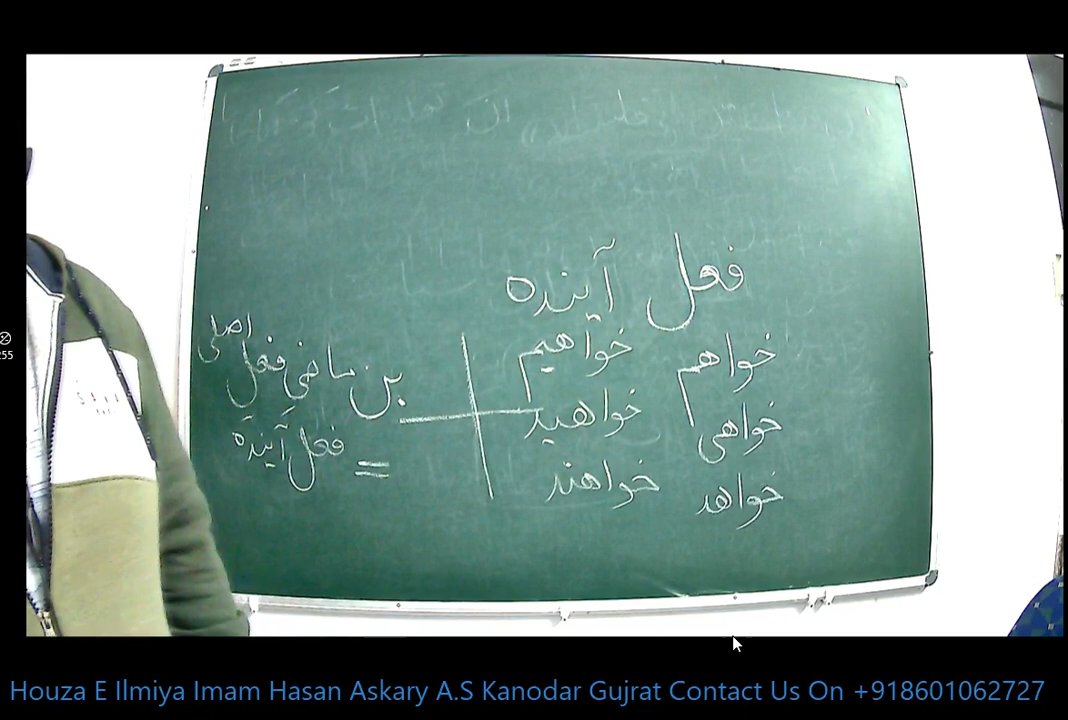 فعل آینده
خواهم خواهیم
خواهی خواهید
خواهد خواهند
+
بن ماضی فعل اصلی
= فعل آینده
255
Houza E Ilmiya Imam Hasan Askary A.S Kanodar Gujrat Contact Us On +918601062727